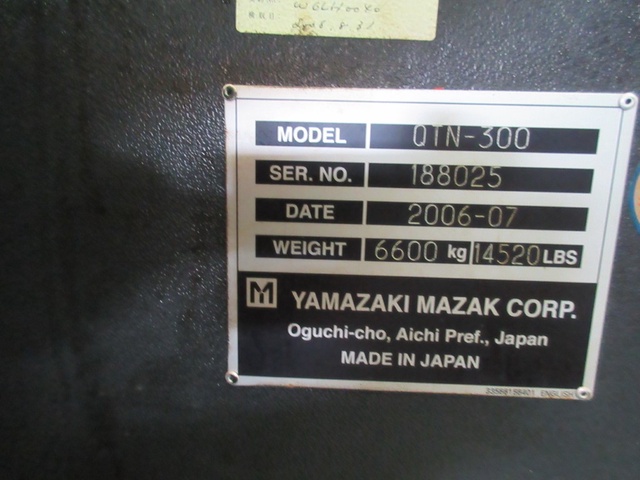 MODEL QTN-300
SER. NO. 188025
DATE 2006-07
WEIGHT 6600 kg 14520 LBS
YAMAZAKI MAZAK CORP.
Oguchi-cho, Aichi Pref., Japan
MADE IN JAPAN
ENGLISH